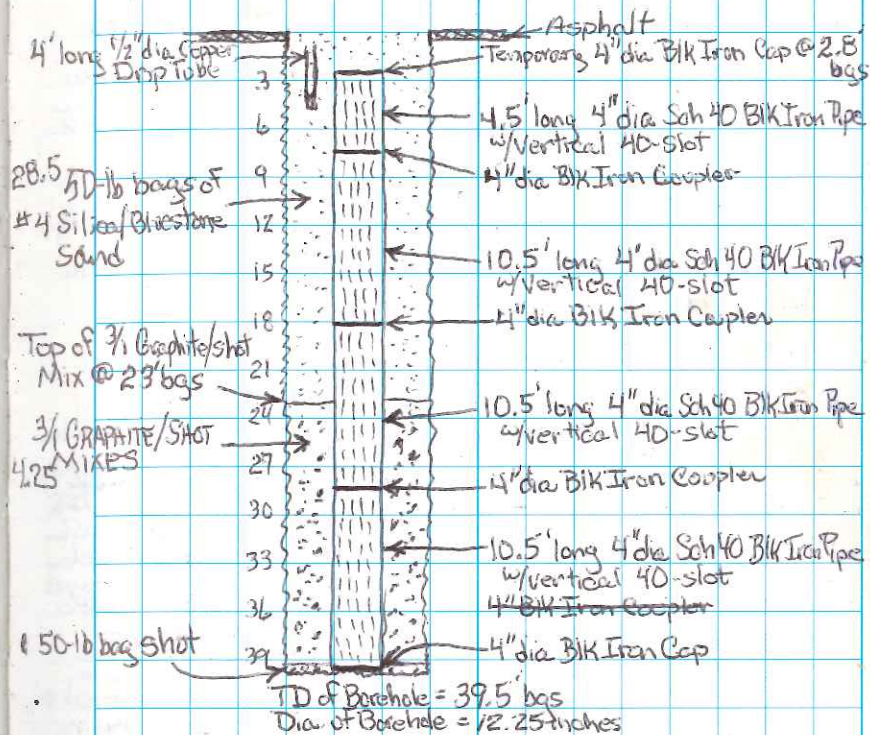 Asphalt
4' long 1/2" dia Copper
Drip Tube
Temporary 4" dia Blk Iron Cap @ 2.8'
bgs
3
4.5' long 4" dia Sch 40 Blk Iron Pipe
w/vertical 40-slot
6
4" dia Blk Iron Coupler
9
28.5 50-lb bags of
#4 Silica/Bluestone
Sand
12
10.5' long 4" dia Sch 40 Blk Iron Pipe
w/vertical 40-slot
15
18
4" dia Blk Iron Coupler
Top of 3/1 Graphite/shot
Mix @ 23' bgs
21
10.5' long 4" dia Sch 40 Blk Iron Pipe
w/vertical 40-slot
24
3/1 GRAPHITE/SHOT
4.25 MIXES
27
4" dia Blk Iron Coupler
30
10.5' long 4" dia Sch 40 Blk Iron Pipe
w/vertical 40-slot
33
4" Blk Iron Coupler
36
50-lb bag shot
39
4" dia Blk Iron Cap
TD of Borehole = 39.5' bgs
Dia. of Borehole = 12.25 inches